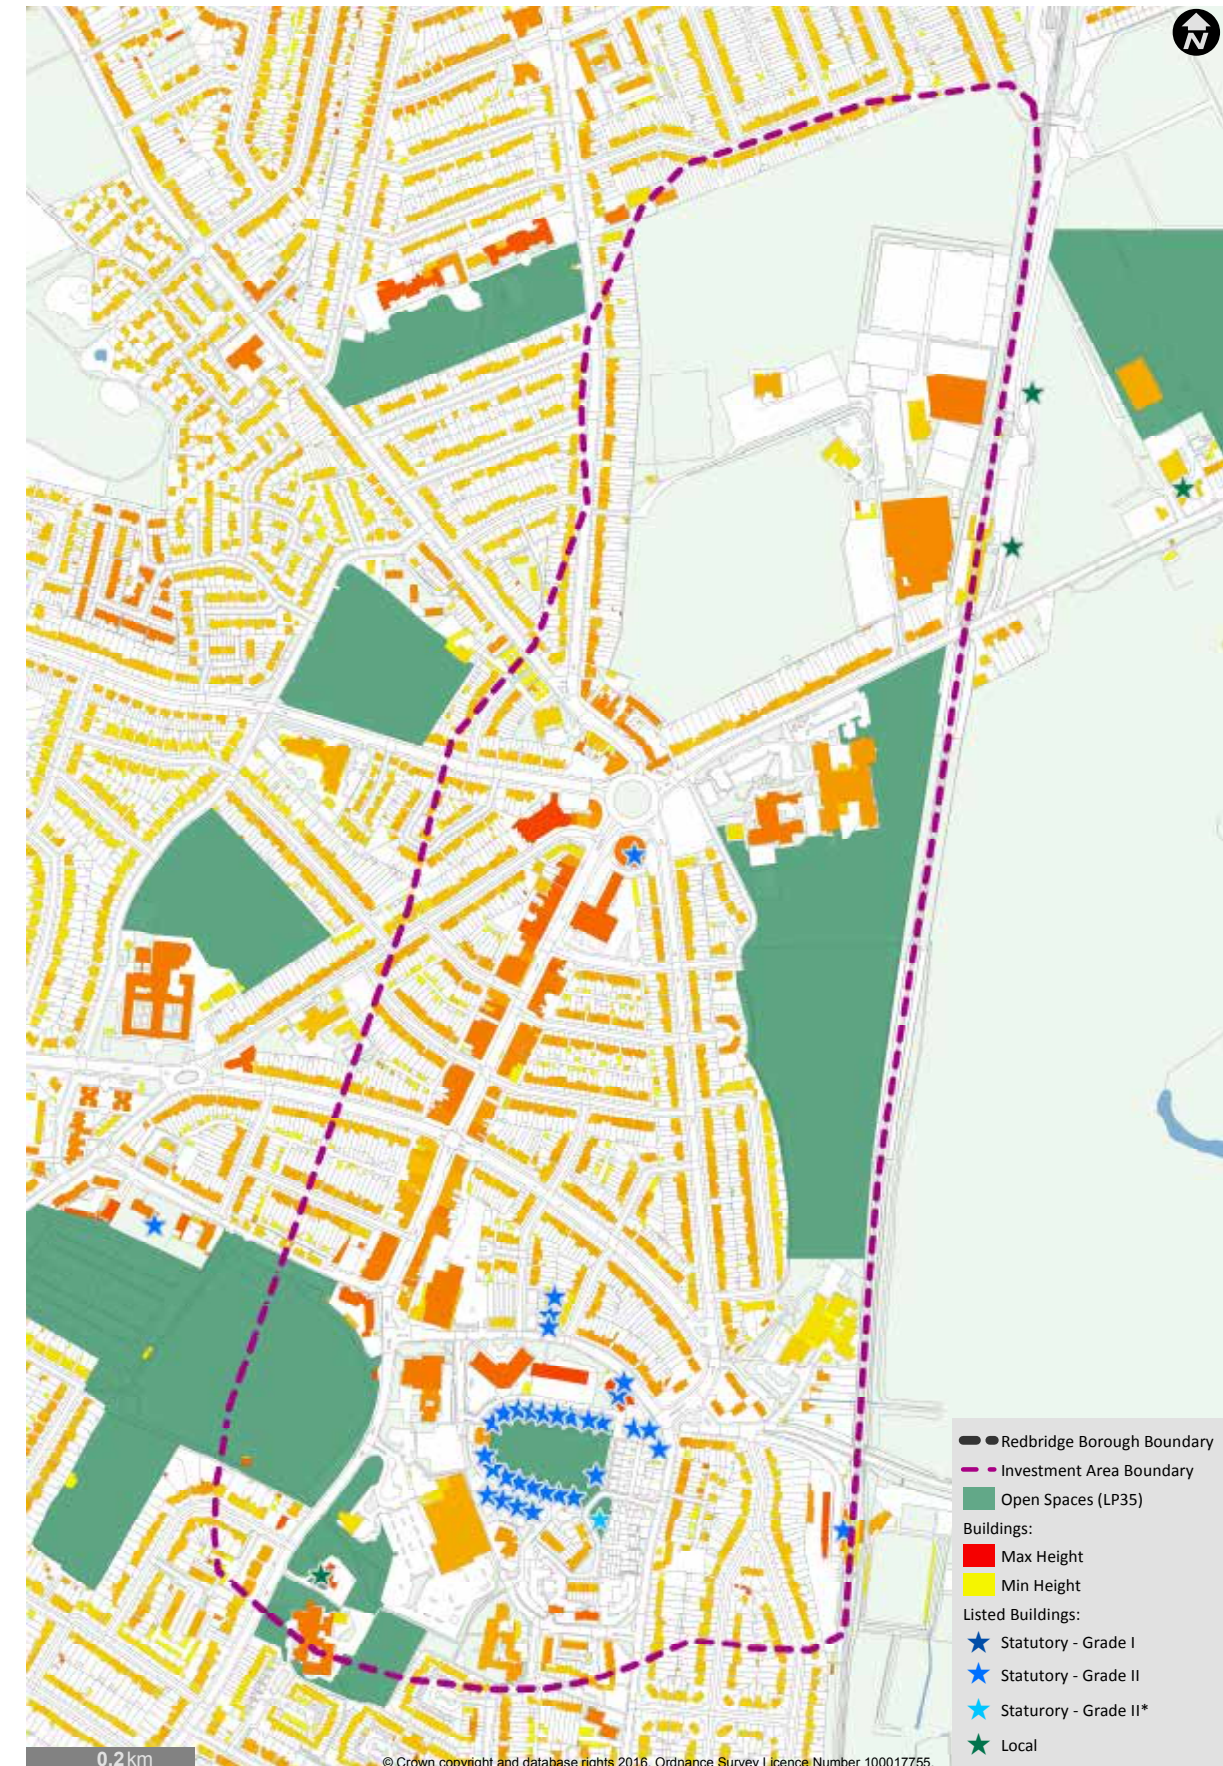 N
Redbridge Borough Boundary
Investment Area Boundary
Open Spaces (LP35)
Buildings:
Max Height
Min Height
Listed Buildings:
Statutory - Grade I
Statutory - Grade II
Staturory - Grade II*
Local
0.2km
© Crown copyright and database rights 2016. Ordnance Survey Licence Number 100017755.